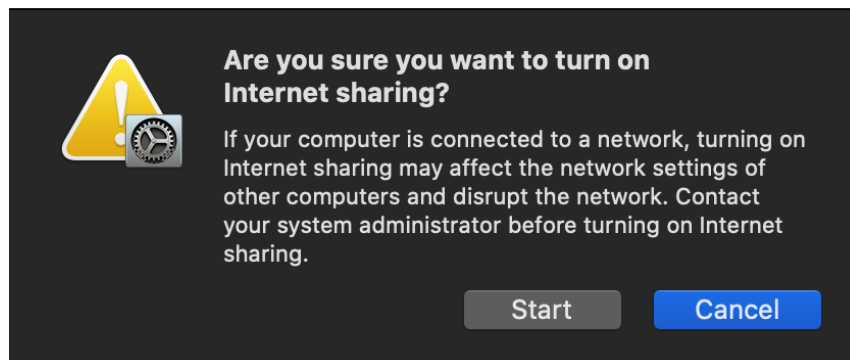 Are you sure you want to turn on
Internet sharing?
If your computer is connected to a network, turning on
Internet sharing may affect the network settings of
other computers and disrupt the network. Contact
your system administrator before turning on Internet
sharing.
Start
Cancel